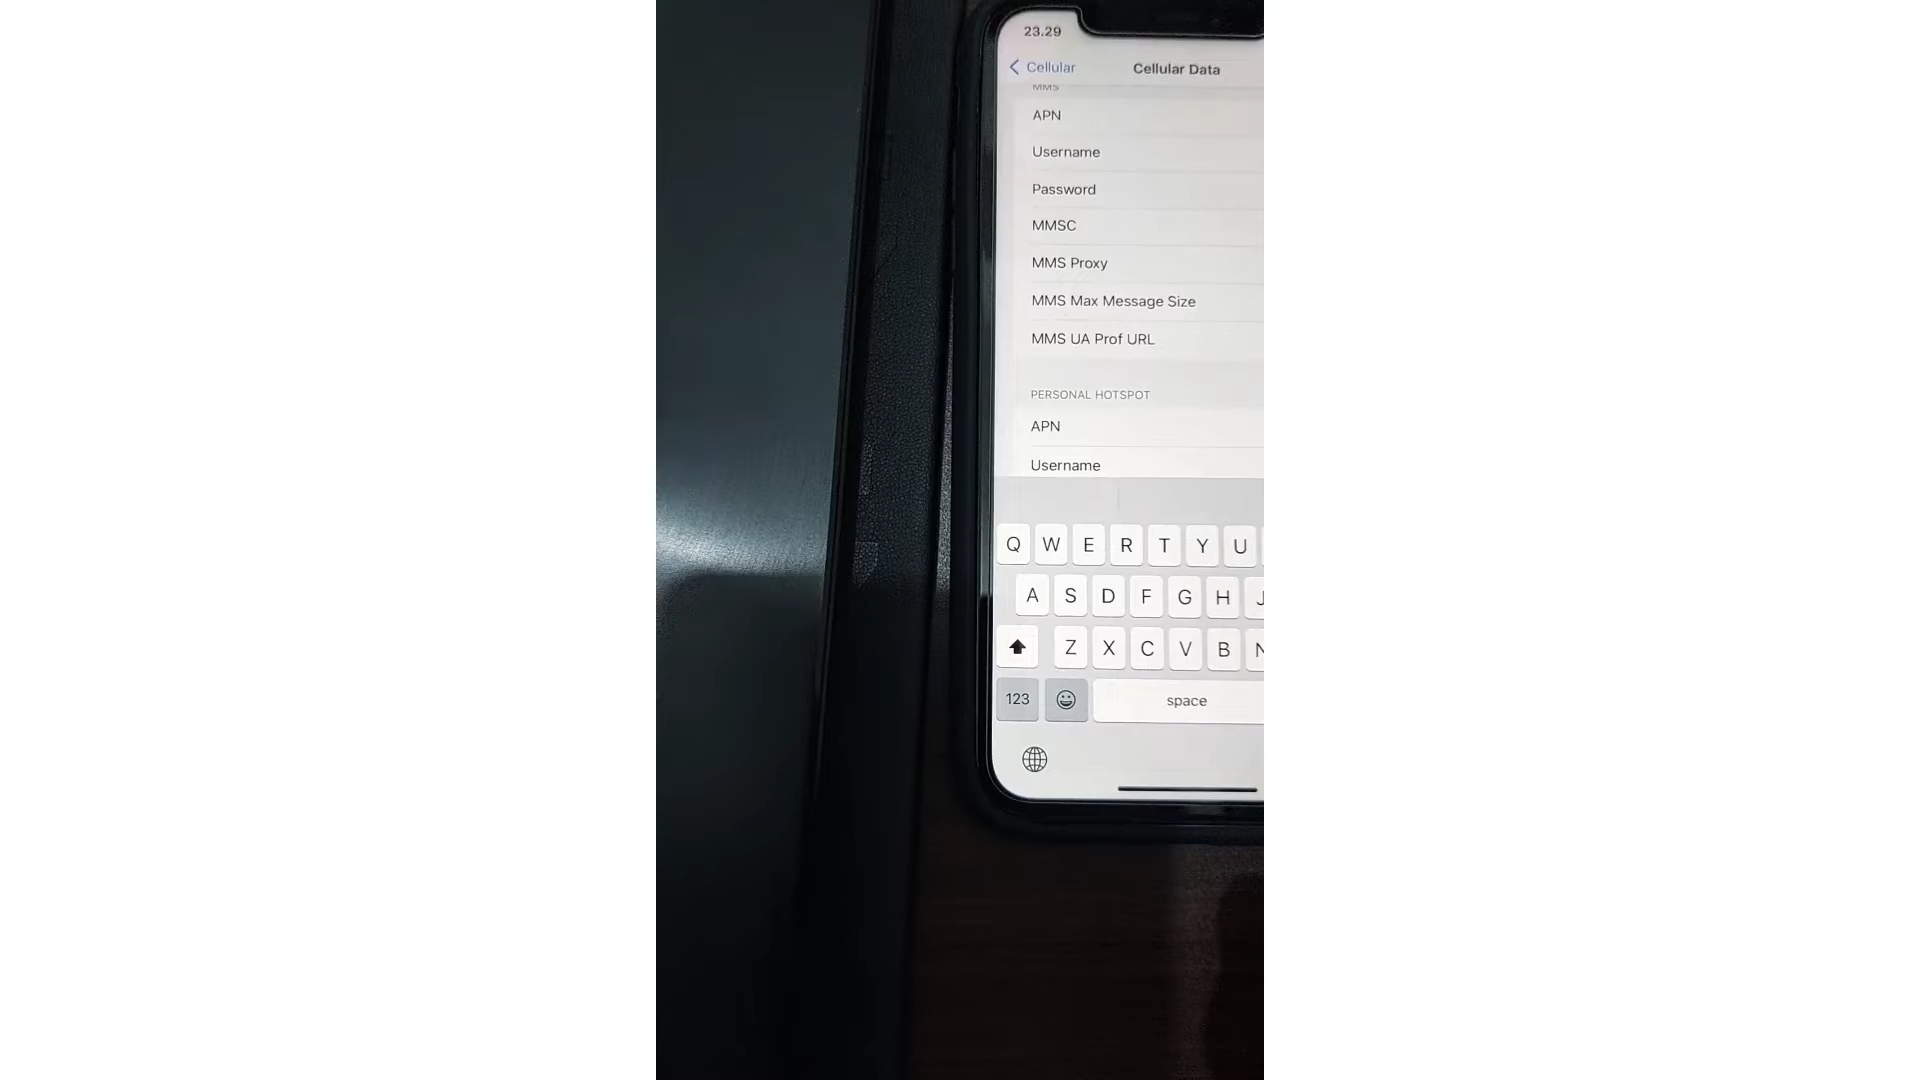 23.29
Cellular
Cellular Data
MMS
APN
Username
Password
MMSC
MMS Proxy
MMS Max Message Size
MMS UA Prof URL
PERSONAL HOTSPOT
APN
Username
Q W E R T Y U
A S D F G H J
Z X C V B N
123
space